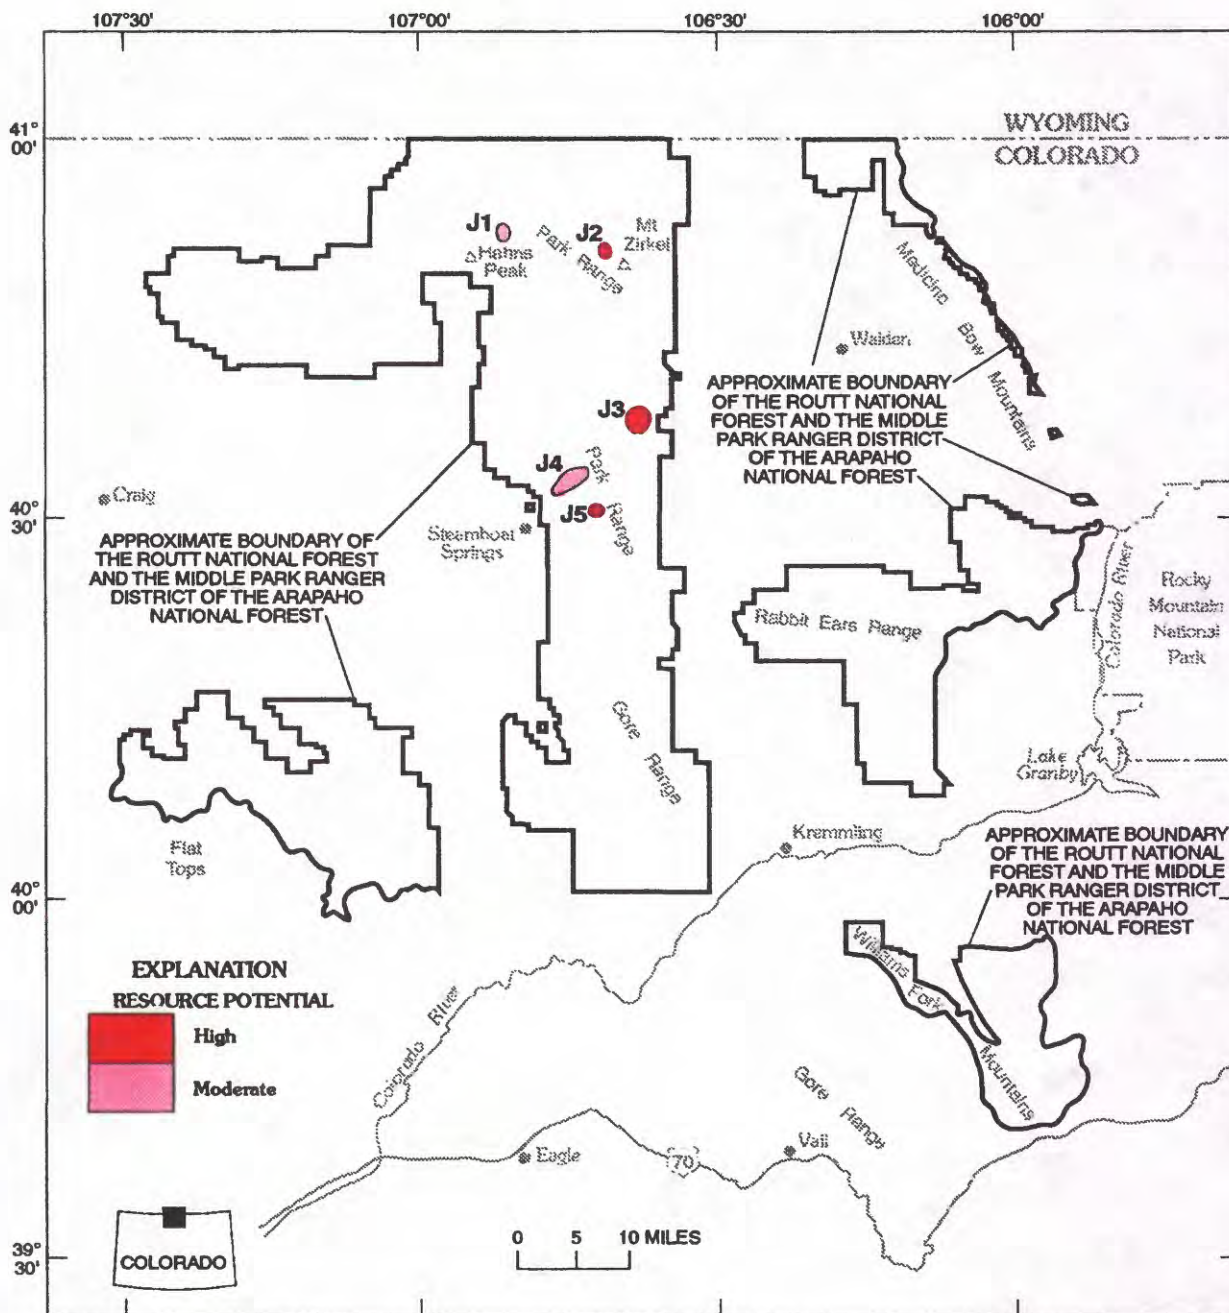 107°30'
107°00'
106°30'
106°00'
41°
00'
WYOMING
COLORADO
J1
Hahns
Peak
Park Range
J2
Mt
Zirkel
Medicine Bow Mountains
Walden
APPROXIMATE BOUNDARY
OF THE ROUTT NATIONAL
FOREST AND THE MIDDLE
PARK RANGER DISTRICT
OF THE ARAPAHO
NATIONAL FOREST
J3
J4
Park Range
J5
Craig
Steamboat
Springs
40°
30'
APPROXIMATE BOUNDARY OF
THE ROUTT NATIONAL FOREST
AND THE MIDDLE PARK RANGER
DISTRICT OF THE ARAPAHO
NATIONAL FOREST
Rabbit Ears Range
Colorado River
Rocky
Mountain
National
Park
Gore Range
Lake
Granby
Flat
Tops
Kremmling
APPROXIMATE BOUNDARY
OF THE ROUTT NATIONAL
FOREST AND THE MIDDLE
PARK RANGER DISTRICT
OF THE ARAPAHO
NATIONAL FOREST
40°
00'
Williams Fork Mountains
EXPLANATION
RESOURCE POTENTIAL
High
Moderate
Colorado River
Gore Range
Eagle
70
Vail
COLORADO
0 5 10 MILES
39°
30'